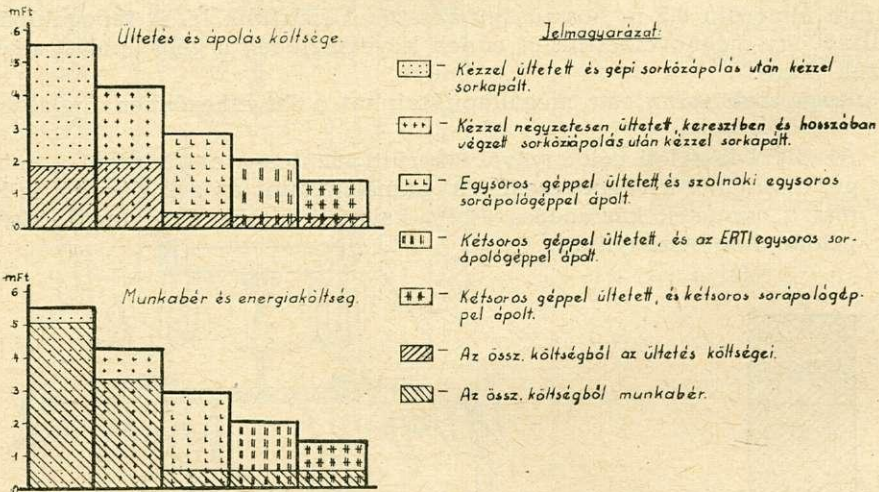 mFt
6
5
4
3
2
1
0
Ültetés és ápolás költsége.
mFt
6
5
4
3
2
1
0
Munkabér és energiaköltség.
Jelmagyarázat:
- Kézzel ültetett és gépi sorközápolás után kézzel
sorkapált.
- Kézzel négyzetesen ültetett, keresztben és hosszában
végzett sorközápolás után kézzel sorkapált.
- Egysoros géppel ültetett, és szolnoki egysoros
sorápológéppel ápolt.
- Kétsoros géppel ültetett, és az ERTI egysoros sor-
ápológéppel ápolt.
- Kétsoros géppel ültetett, és kétsoros sorápológép-
pel ápolt.
- Az össz. költségből az ültetés költségei.
- Az össz. költségből munkabér.